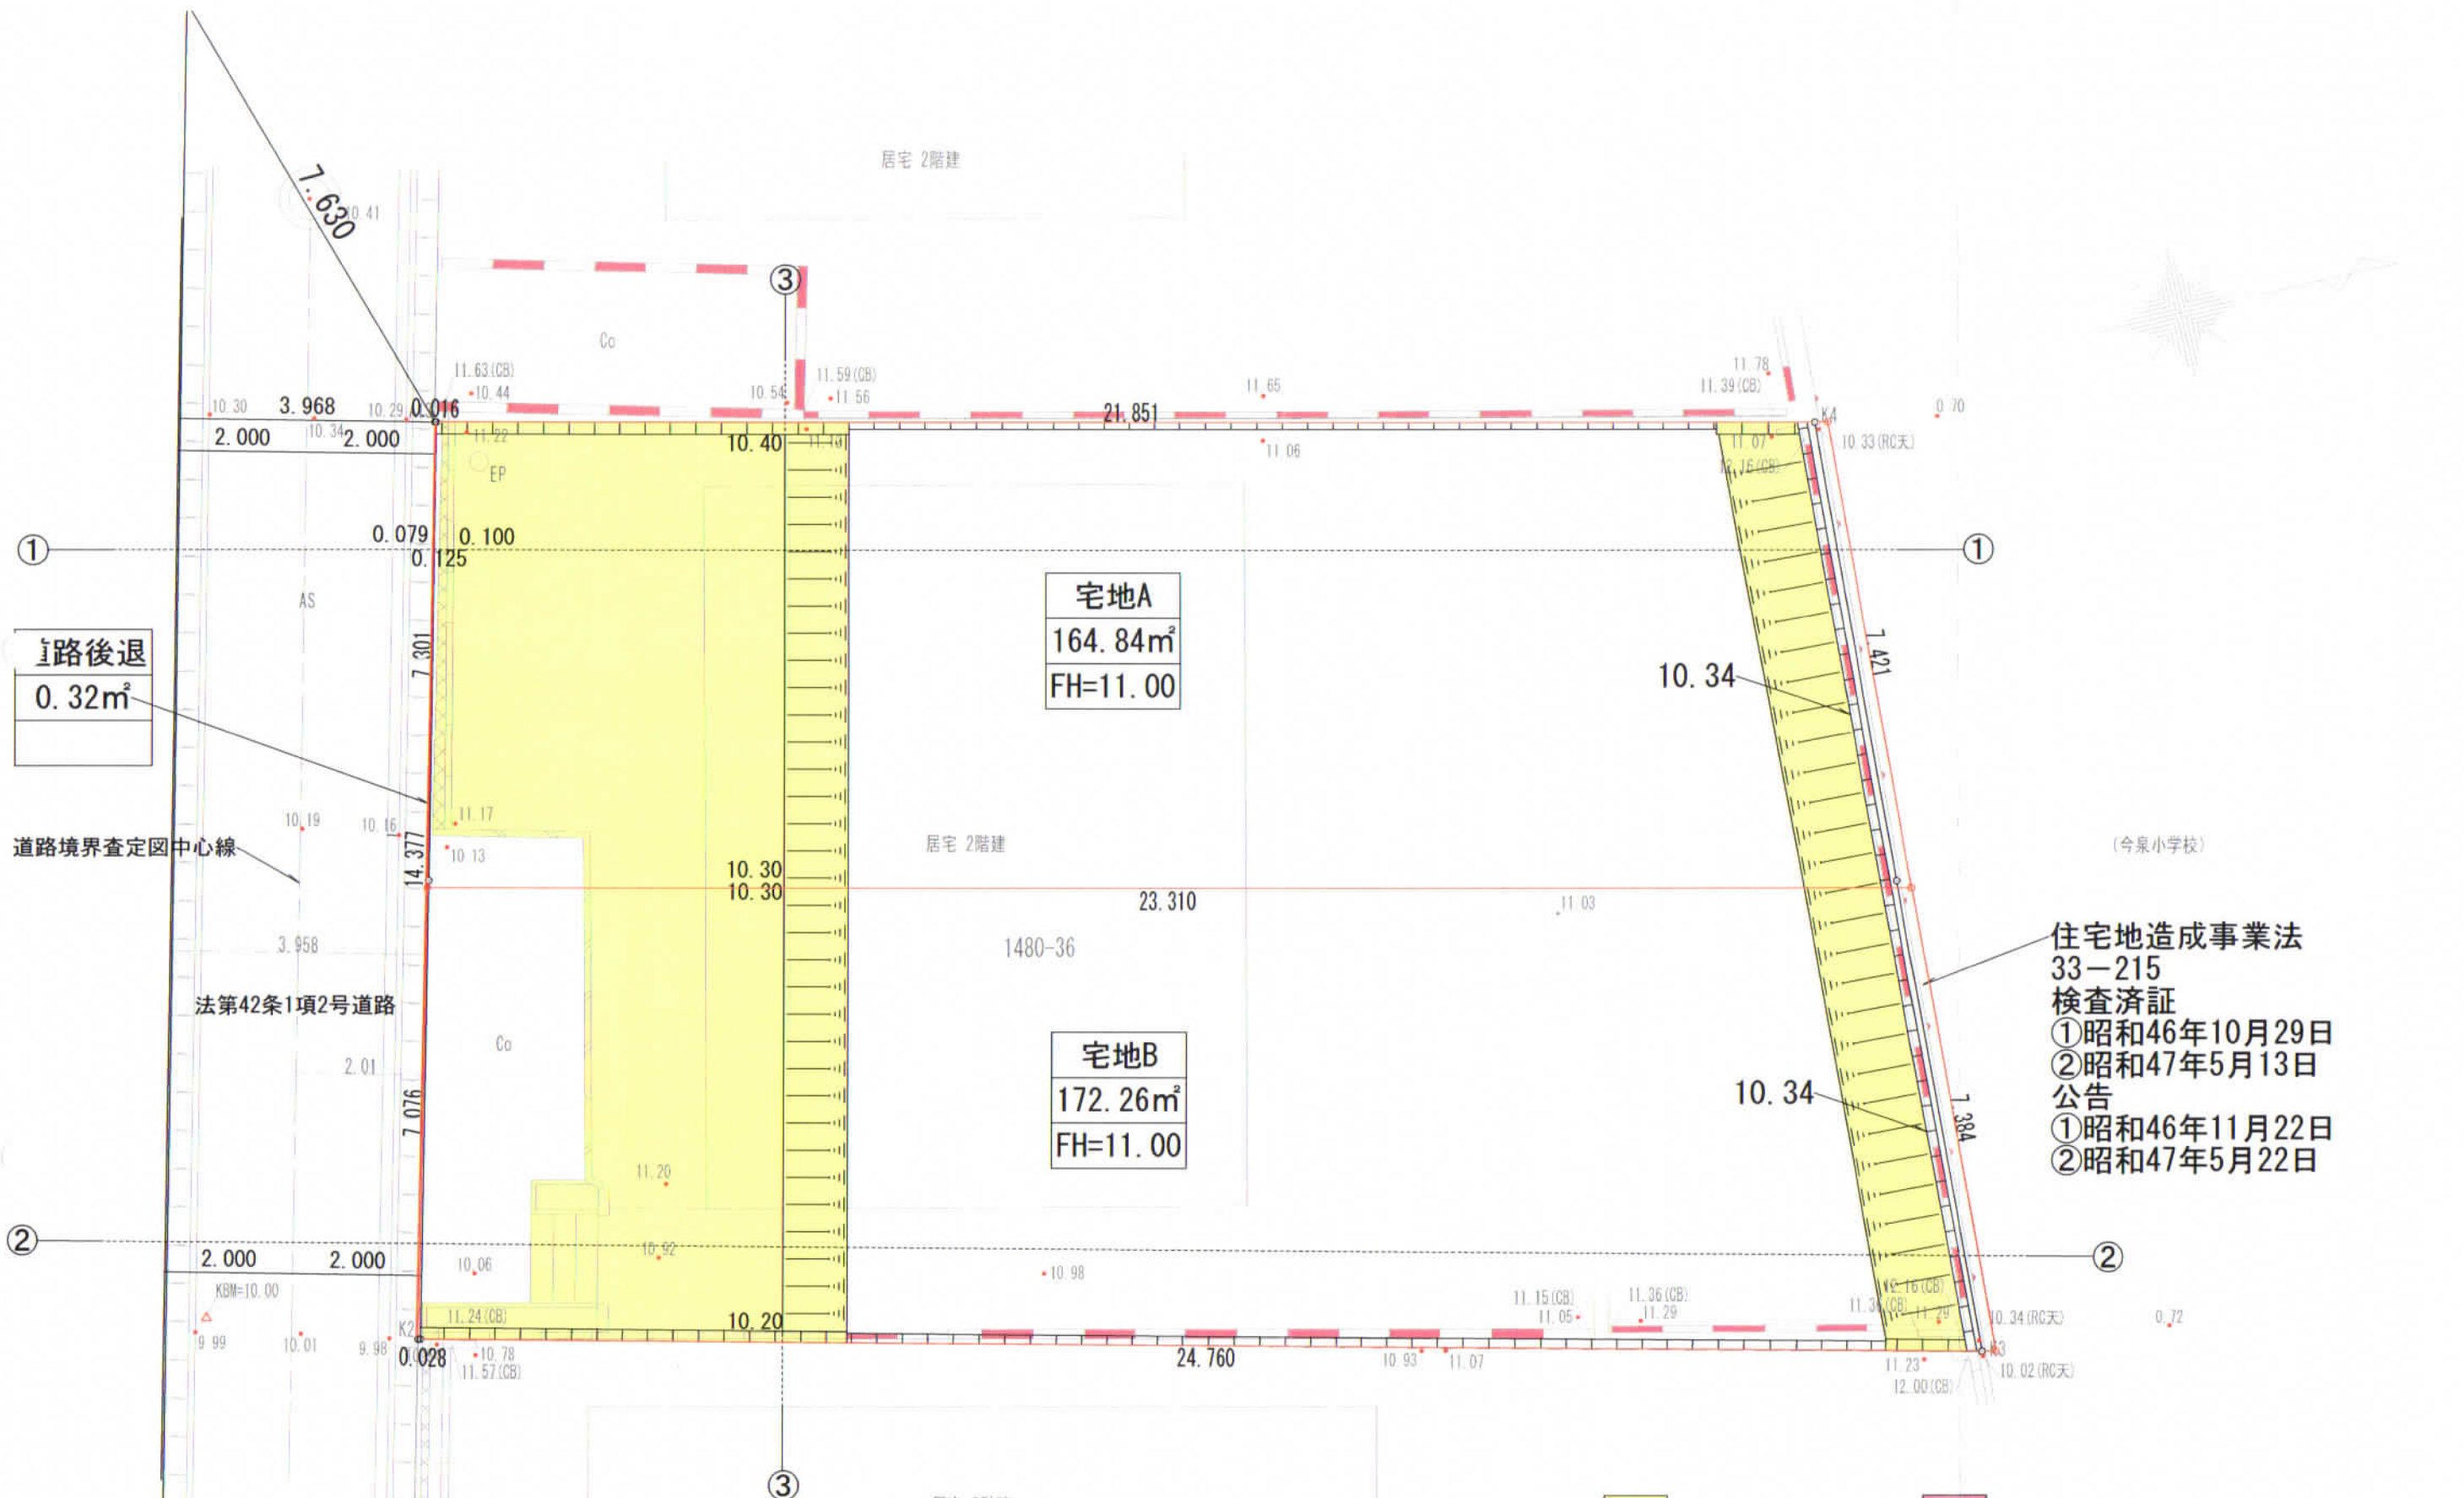 居宅 2階建
7.630
10.41
③
Co
11.63(CB)
10.44
10.54
11.59(CB)
11.56
11.65
11.78
11.39(CB)
0.70
K4
10.30
3.968
10.29
0.016
21.851
10.34
2.000
2.000
11.22
10.40
11.06
11.07
10.33(RC天)
12.16(CB)
EP
①
0.079
0.100
0.125
①
AS
宅地A
164.84㎡
FH=11.00
道路後退
0.32㎡
7.301
7.421
10.34
11.17
10.19
10.16
道路境界査定図中心線
10.13
14.377
居宅 2階建
(今泉小学校)
10.30
10.30
23.310
11.03
3.958
1480-36
住宅地造成事業法
33-215
検査済証
①昭和46年10月29日
②昭和47年5月13日
公告
①昭和46年11月22日
②昭和47年5月22日
法第42条1項2号道路
Co
2.01
宅地B
172.26㎡
FH=11.00
10.34
7.076
7.384
11.20
②
2.000
2.000
10.92
②
10.06
10.98
KBM=10.00
11.15(CB)
11.05
11.36(CB)
11.29
12.16(CB)
11.29
10.34(RC天)
0.72
11.24(CB)
10.20
K2
9.99
10.01
9.98
0.028
10.78
11.57(CB)
24.760
10.93
11.07
11.23
12.00(CB)
K3
10.02(RC天)
③